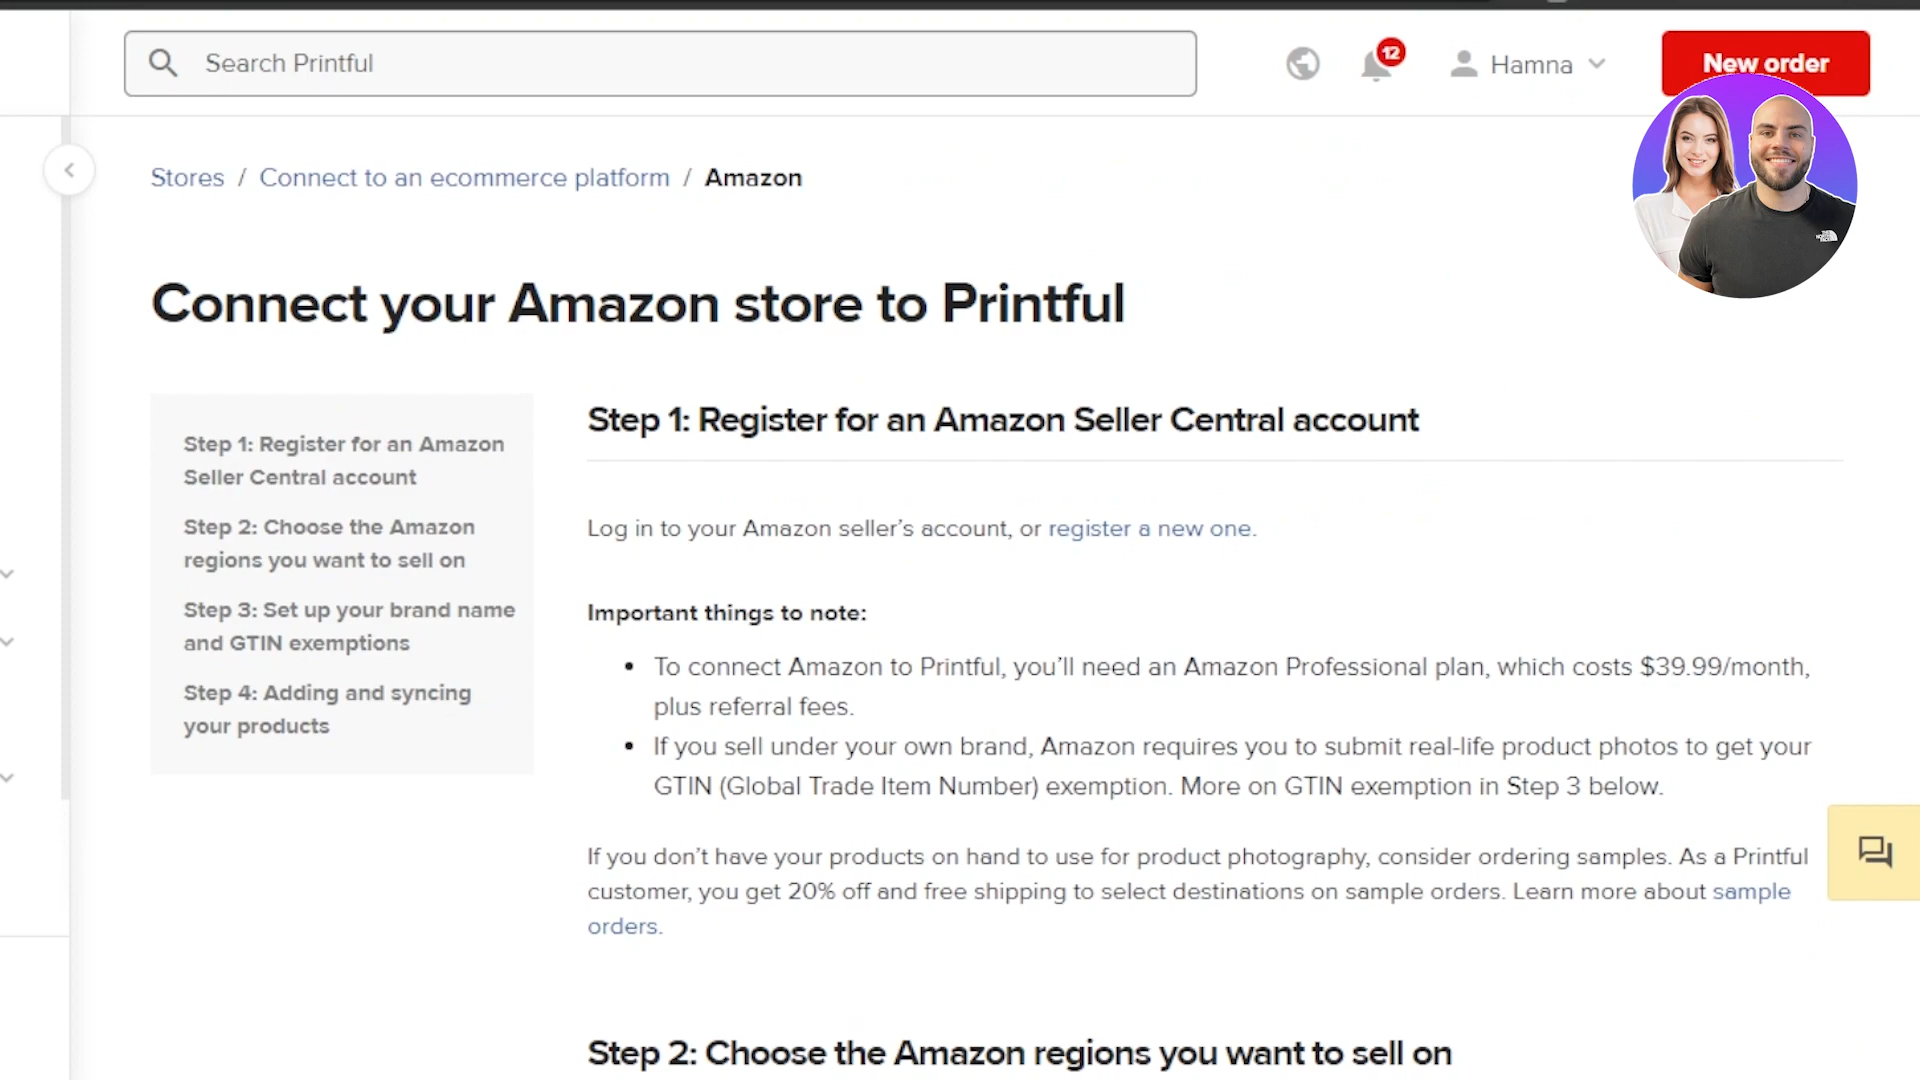 Search Printful
12
Hamna
New order
Stores / Connect to an ecommerce platform / Amazon
Connect your Amazon store to Printful
Step 1: Register for an Amazon
Seller Central account
Step 2: Choose the Amazon
regions you want to sell on
Step 3: Set up your brand name
and GTIN exemptions
Step 4: Adding and syncing
your products
Step 1: Register for an Amazon Seller Central account
Log in to your Amazon seller’s account, or register a new one.
Important things to note:
• To connect Amazon to Printful, you’ll need an Amazon Professional plan, which costs $39.99/month,
plus referral fees.
• If you sell under your own brand, Amazon requires you to submit real-life product photos to get your
GTIN (Global Trade Item Number) exemption. More on GTIN exemption in Step 3 below.
If you don’t have your products on hand to use for product photography, consider ordering samples. As a Printful
customer, you get 20% off and free shipping to select destinations on sample orders. Learn more about sample
orders.
Step 2: Choose the Amazon regions you want to sell on